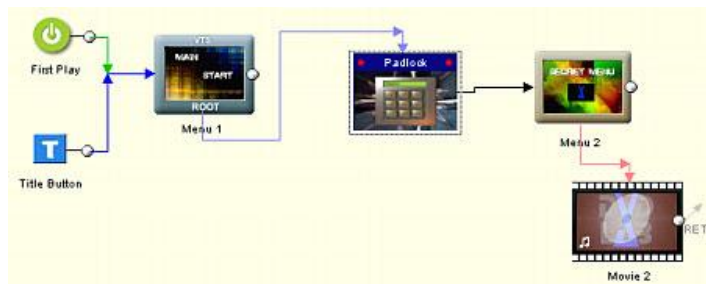 VTS
MAIN
START
ROOT
First Play
Menu 1
T
Title Button
Padlock
SECRET MENU
Menu 2
RET
Movie 2